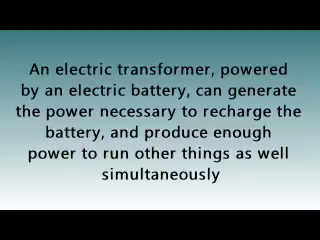 An electric transformer, powered
by an electric battery, can generate
the power necessary to recharge the
battery, and produce enough
power to run other things as well
simultaneously